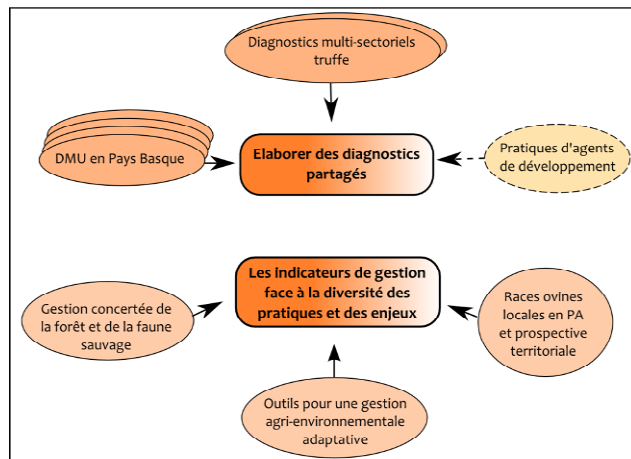 Diagnostics multi-sectoriels
truffe
DMU en Pays Basque
Elaborer des diagnostics
partagés
Pratiques d'agents
de développement
Les indicateurs de gestion
face à la diversité des
pratiques et des enjeux
Gestion concertée de
la forêt et de la faune
sauvage
Races ovines
locales en PA
et prospective
territoriale
Outils pour une gestion
agri-environnementale
adaptative